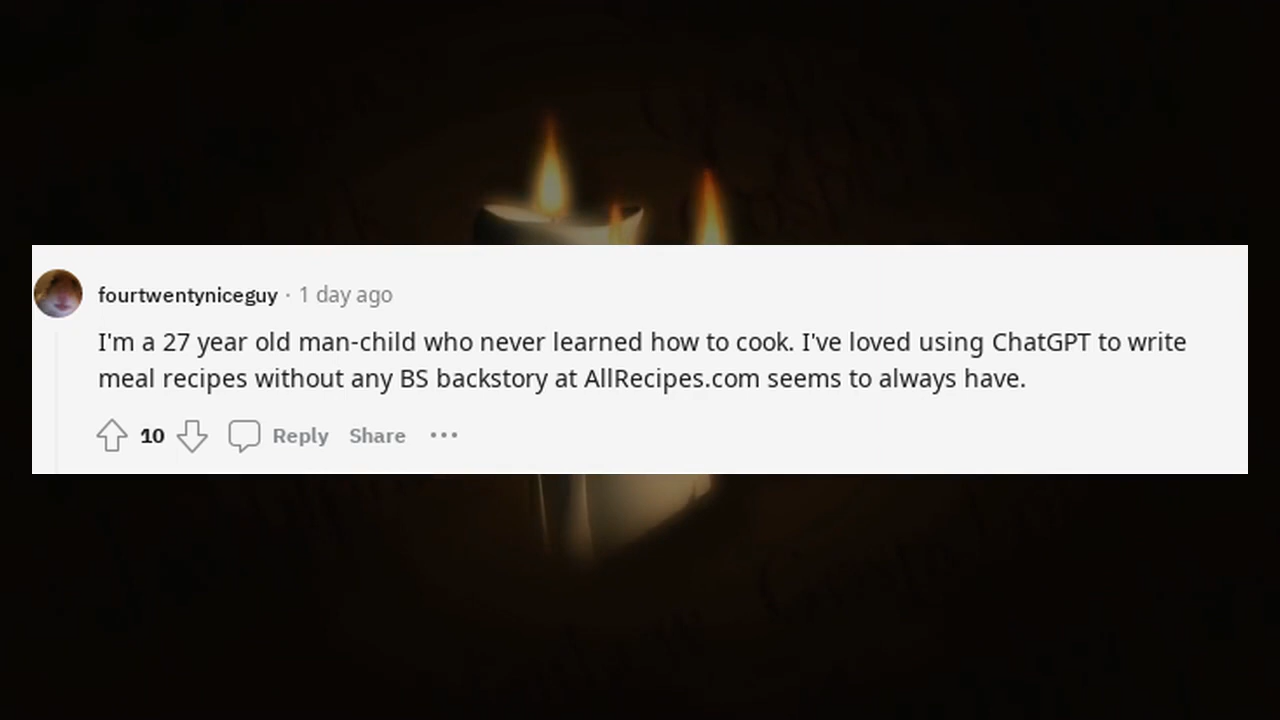 fourtwentyniceguy · 1 day ago
I'm a 27 year old man-child who never learned how to cook. I've loved using ChatGPT to write
meal recipes without any BS backstory at AllRecipes.com seems to always have.
10 Reply Share •••